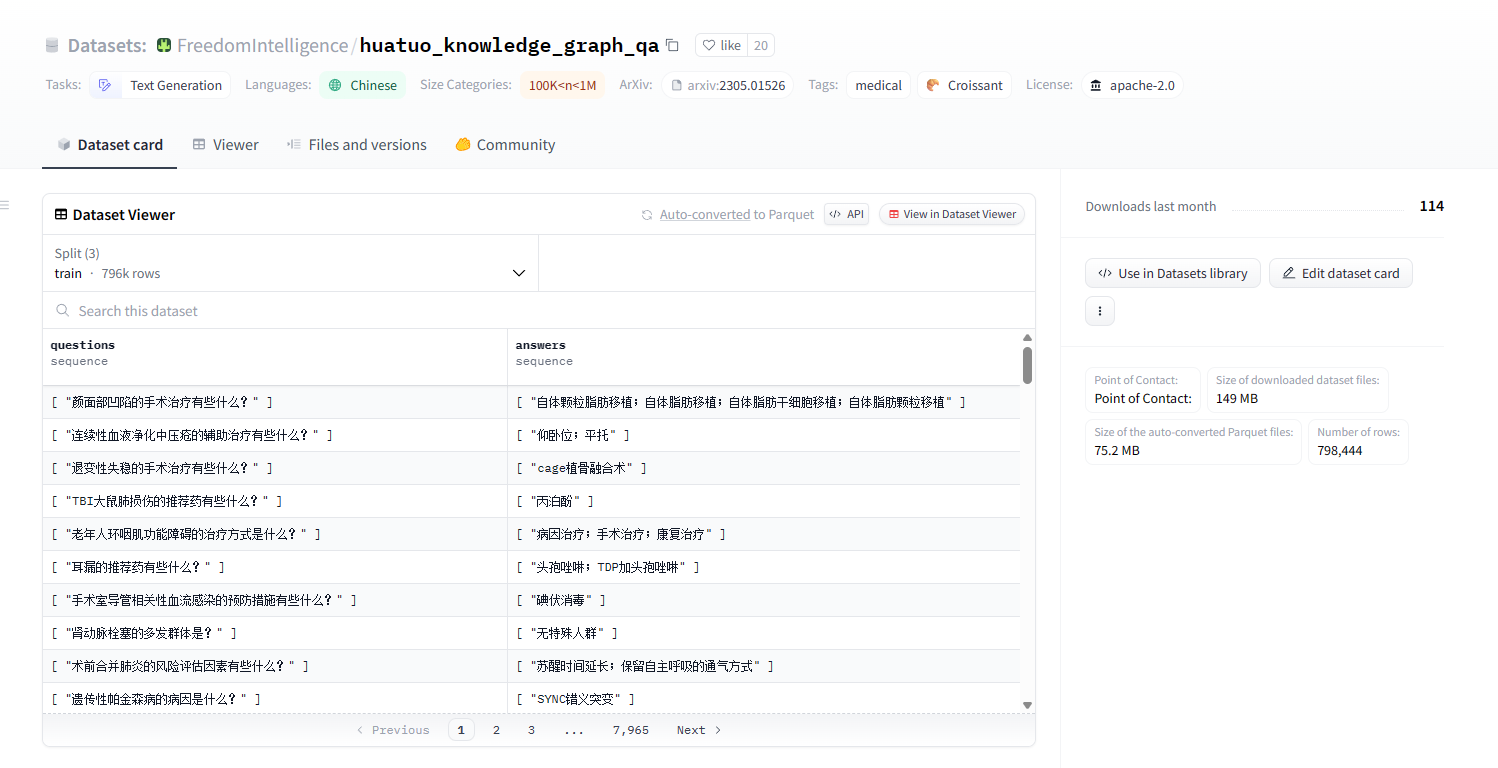 Datasets: FreedomIntelligence/huatuo_knowledge_graph_qa like 20
Tasks: Text Generation Languages: Chinese Size Categories: 100K<n<1M ArXiv: arxiv:2305.01526 Tags: medical Croissant License: apache-2.0
Dataset card Viewer Files and versions Community
Dataset Viewer Auto-converted to Parquet API View in Dataset Viewer
Split (3)
train · 796k rows
Search this dataset
questions answers
sequence sequence
[ "颜面部凹陷的手术治疗有些什么？" ] [ "自体颗粒脂肪移植；自体脂肪移植；自体脂肪干细胞移植；自体脂肪颗粒移植" ]
[ "连续性血液净化中压疮的辅助治疗有些什么？" ] [ "仰卧位；平托" ]
[ "退变性失稳的手术治疗有些什么？" ] [ "cage植骨融合术" ]
[ "TBI大鼠肺损伤的推荐药有些什么？" ] [ "丙泊酚" ]
[ "老年人环咽肌功能障碍的治疗方式是什么？" ] [ "病因治疗；手术治疗；康复治疗" ]
[ "耳漏的推荐药有些什么？" ] [ "头孢唑啉；TDP加头孢唑啉" ]
[ "手术室导管相关性血流感染的预防措施有些什么？" ] [ "碘伏消毒" ]
[ "肾动脉栓塞的多发群体是？" ] [ "无特殊人群" ]
[ "术前合并肺炎的风险评估因素有些什么？" ] [ "苏醒时间延长；保留自主呼吸的通气方式" ]
[ "遗传性帕金森病的病因是什么？" ] [ "SYNC错义突变" ]
< Previous 1 2 3 ... 7,965 Next >
Downloads last month 114
Use in Datasets library Edit dataset card
Point of Contact: Size of downloaded dataset files:
Point of Contact: 149 MB
Size of the auto-converted Parquet files: Number of rows:
75.2 MB 798,444